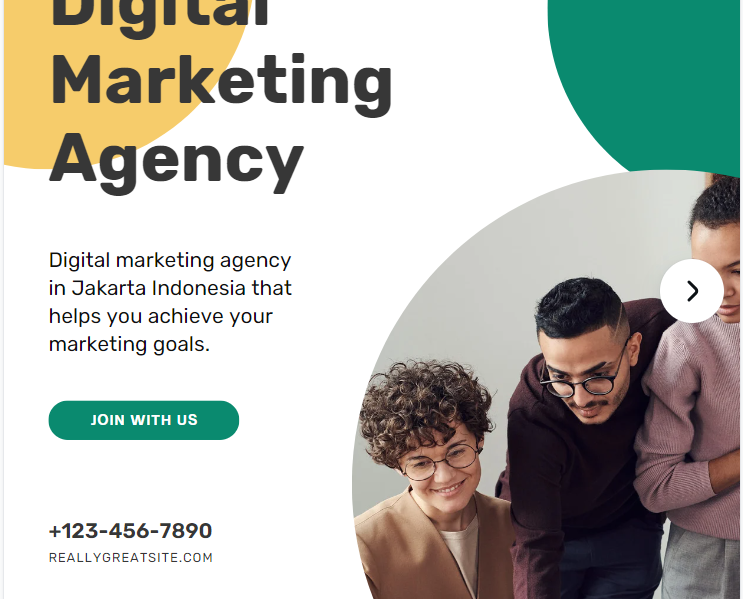 Digital
Marketing
Agency
Digital marketing agency
in Jakarta Indonesia that
helps you achieve your
marketing goals.
JOIN WITH US
+123-456-7890
REALLYGREATSITE.COM